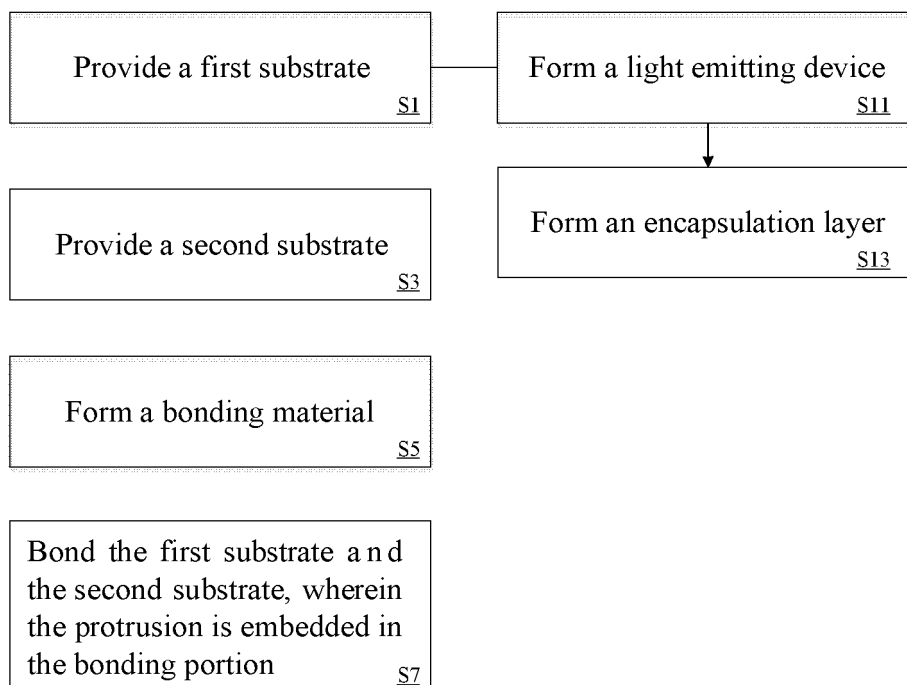 Provide a first substrate
S1
Form a light emitting device
S11
Provide a second substrate
S3
Form an encapsulation layer
S13
Form a bonding material
S5
Bond the first substrate and
the second substrate, wherein
the protrusion is embedded in
the bonding portion
S7